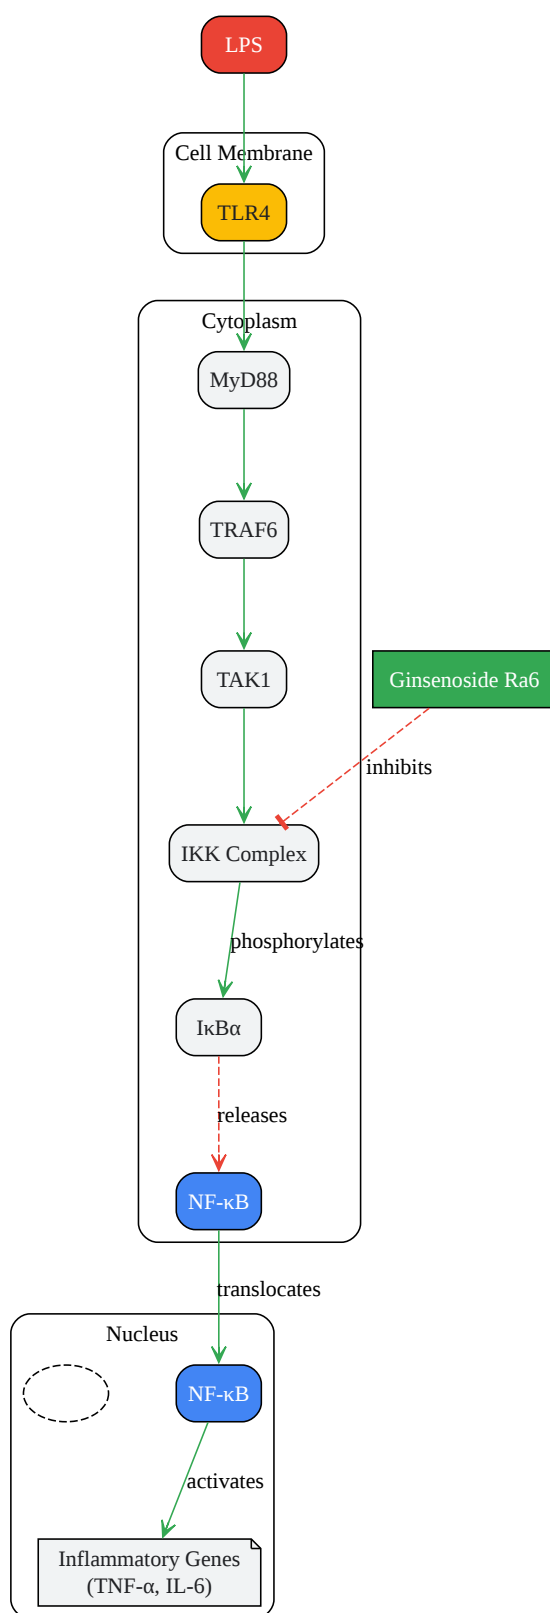 LPS
Cell Membrane
TLR4
Cytoplasm
MyD88
TRAF6
TAK1
Ginsenoside Ra6
inhibits
IKK Complex
phosphorylates
IκBα
releases
NF-κB
translocates
Nucleus
NF-κB
activates
Inflammatory Genes
(TNF-α, IL-6)